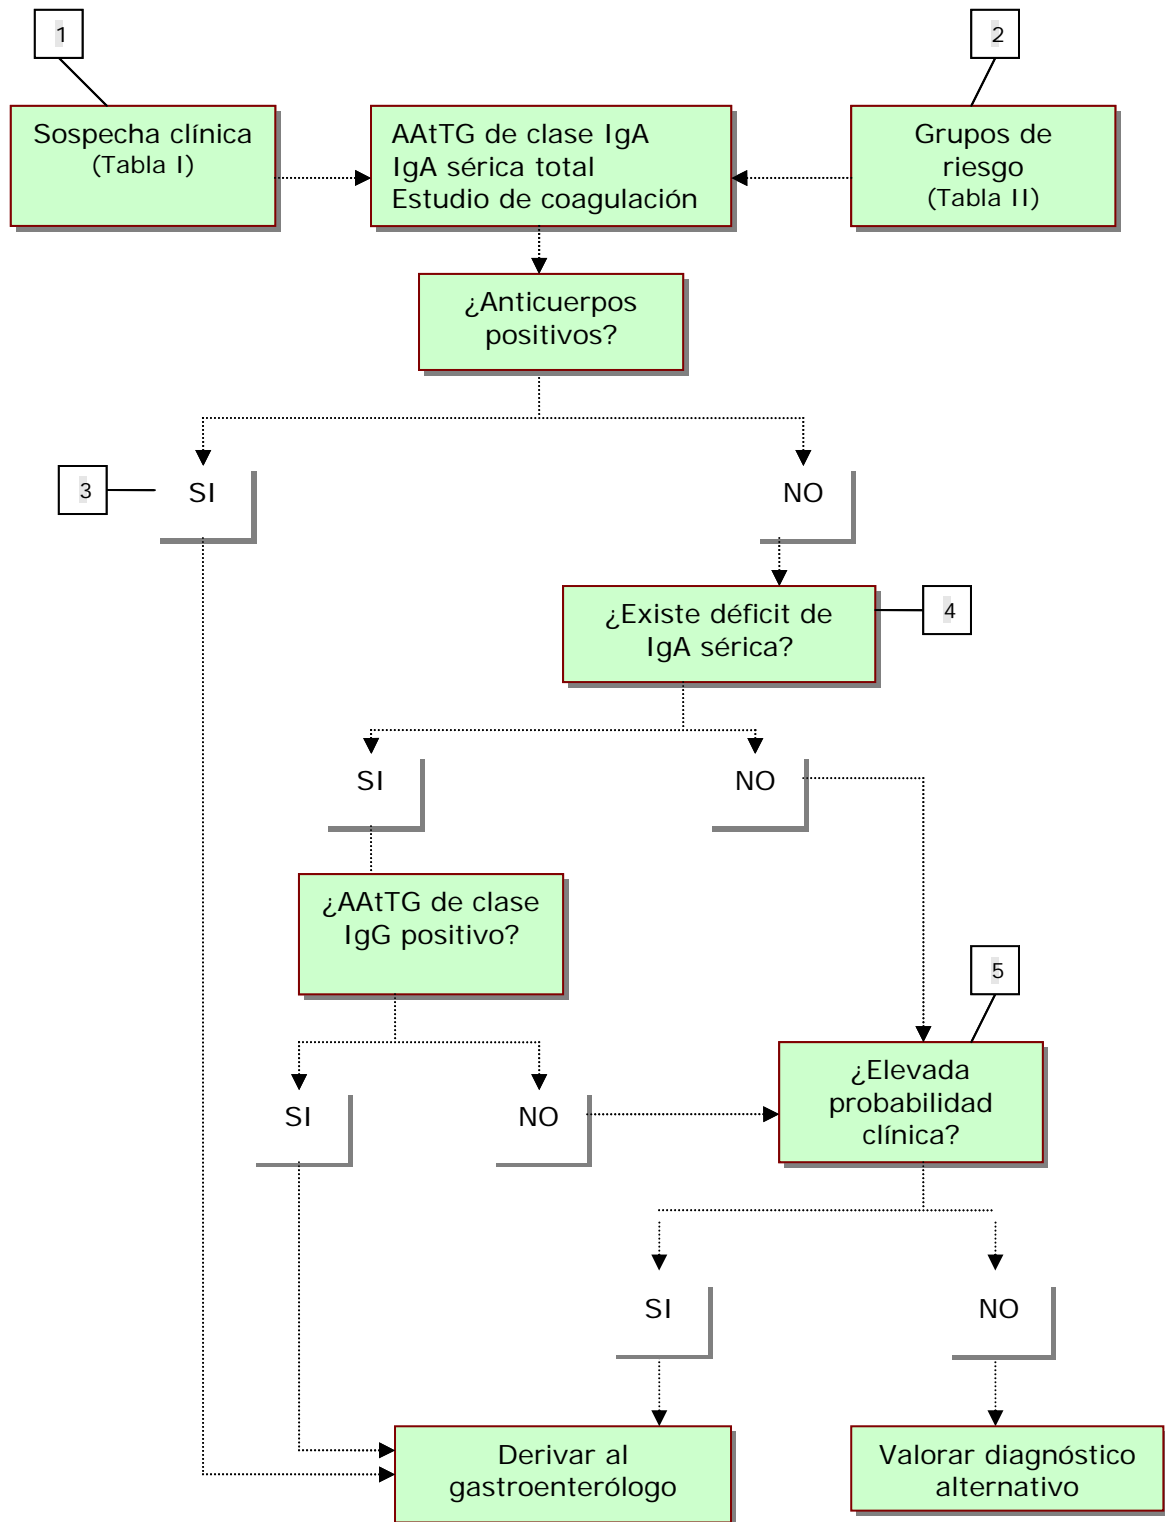 1
2
Sospecha clínica
(Tabla I)
AAtTG de clase IgA
IgA sérica total
Estudio de coagulación
Grupos de
riesgo
(Tabla II)
¿Anticuerpos
positivos?
3
SI
NO
¿Existe déficit de
IgA sérica?
4
SI
NO
¿AAtTG de clase
IgG positivo?
5
¿Elevada
probabilidad
clínica?
SI
NO
SI
NO
Derivar al
gastroenterólogo
Valorar diagnóstico
alternativo